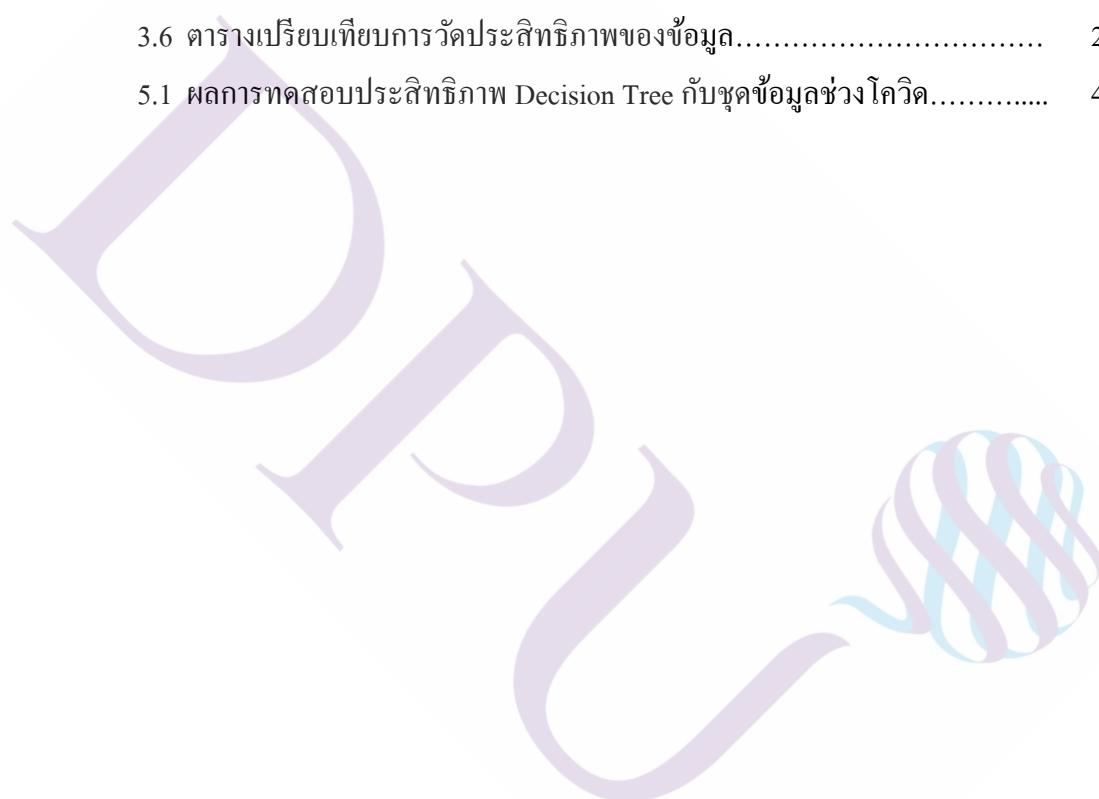 3.6 ตารางเปรียบเทียบการวัดประสิทธิภาพของข้อมูล................................. 2
5.1 ผลการทดสอบประสิทธิภาพ Decision Tree กับชุดข้อมูลช่วงโควิด............... 4
DPU